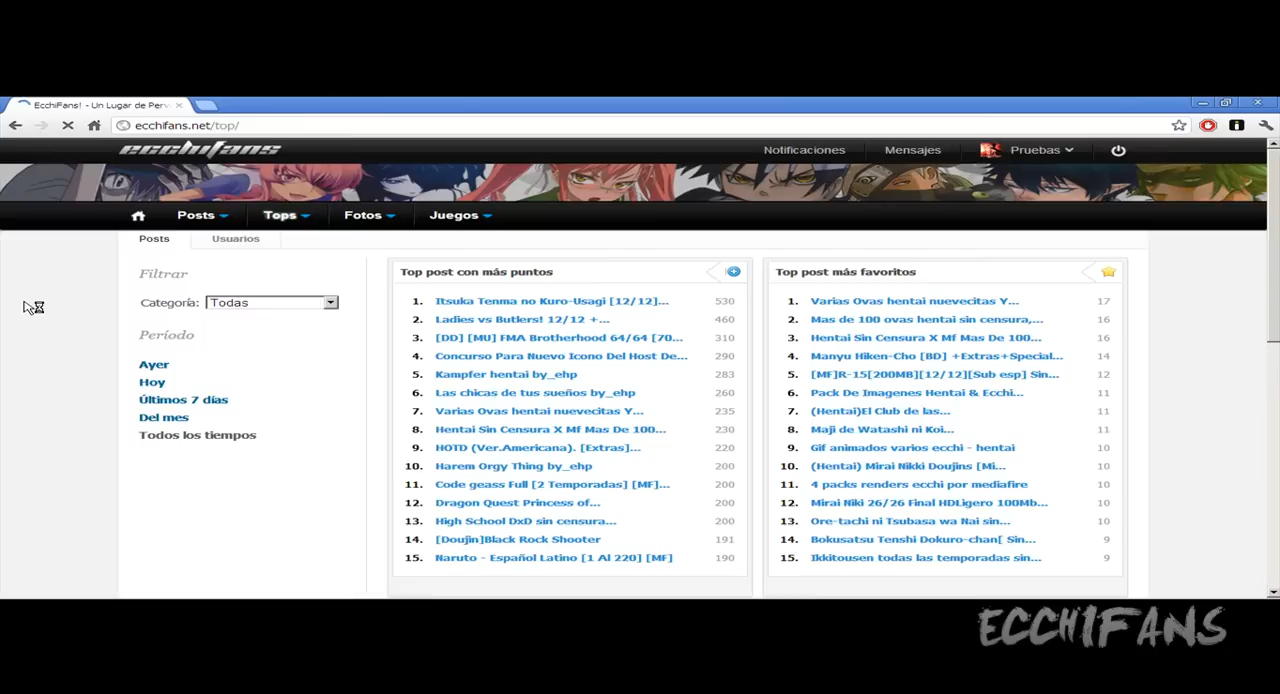 EcchiFans! - Un Lugar de Perv
ecchifans.net/top/
ecchifans
Notificaciones
Mensajes
Pruebas
Posts
Tops
Fotos
Juegos
Posts
Usuarios
Filtrar
Categoría: Todas
Período
Ayer
Hoy
Últimos 7 días
Del mes
Todos los tiempos
Top post con más puntos
1. Itsuka Tenma no Kuro-Usagi [12/12]... 530
2. Ladies vs Butlers! 12/12 +... 460
3. [DD] [MU] FMA Brotherhood 64/64 [70... 310
4. Concurso Para Nuevo Icono Del Host De... 290
5. Kampfer hentai by_ehp 283
6. Las chicas de tus sueños by_ehp 260
7. Varias Ovas hentai nuevecitas Y... 235
8. Hentai Sin Censura X Mf Mas De 100... 230
9. HOTD (Ver.Americana). [Extras]... 220
10. Harem Orgy Thing by_ehp 200
11. Code geass Full [2 Temporadas] [MF]... 200
12. Dragon Quest Princess of... 200
13. High School DxD sin censura... 200
14. [Doujin]Black Rock Shooter 191
15. Naruto - Español Latino [1 Al 220] [MF] 190
Top post más favoritos
1. Varias Ovas hentai nuevecitas Y... 17
2. Mas de 100 ovas hentai sin censura,... 16
3. Hentai Sin Censura X Mf Mas De 100... 16
4. Manyu Hiken-Cho [BD] +Extras+Special... 14
5. [MF]R-15[200MB][12/12][Sub esp] Sin... 12
6. Pack De Imagenes Hentai & Ecchi... 11
7. (Hentai)El Club de las... 11
8. Maji de Watashi ni Koi... 11
9. Gif animados varios ecchi - hentai 10
10. (Hentai) Mirai Nikki Doujins [Mi... 10
11. 4 packs renders ecchi por mediafire 10
12. Mirai Niki 26/26 Final HDLigero 100Mb... 10
13. Ore-tachi ni Tsubasa wa Nai sin... 10
14. Bokusatsu Tenshi Dokuro-chan[ Sin... 9
15. Ikkitousen todas las temporadas sin... 9
ECCHIFANS